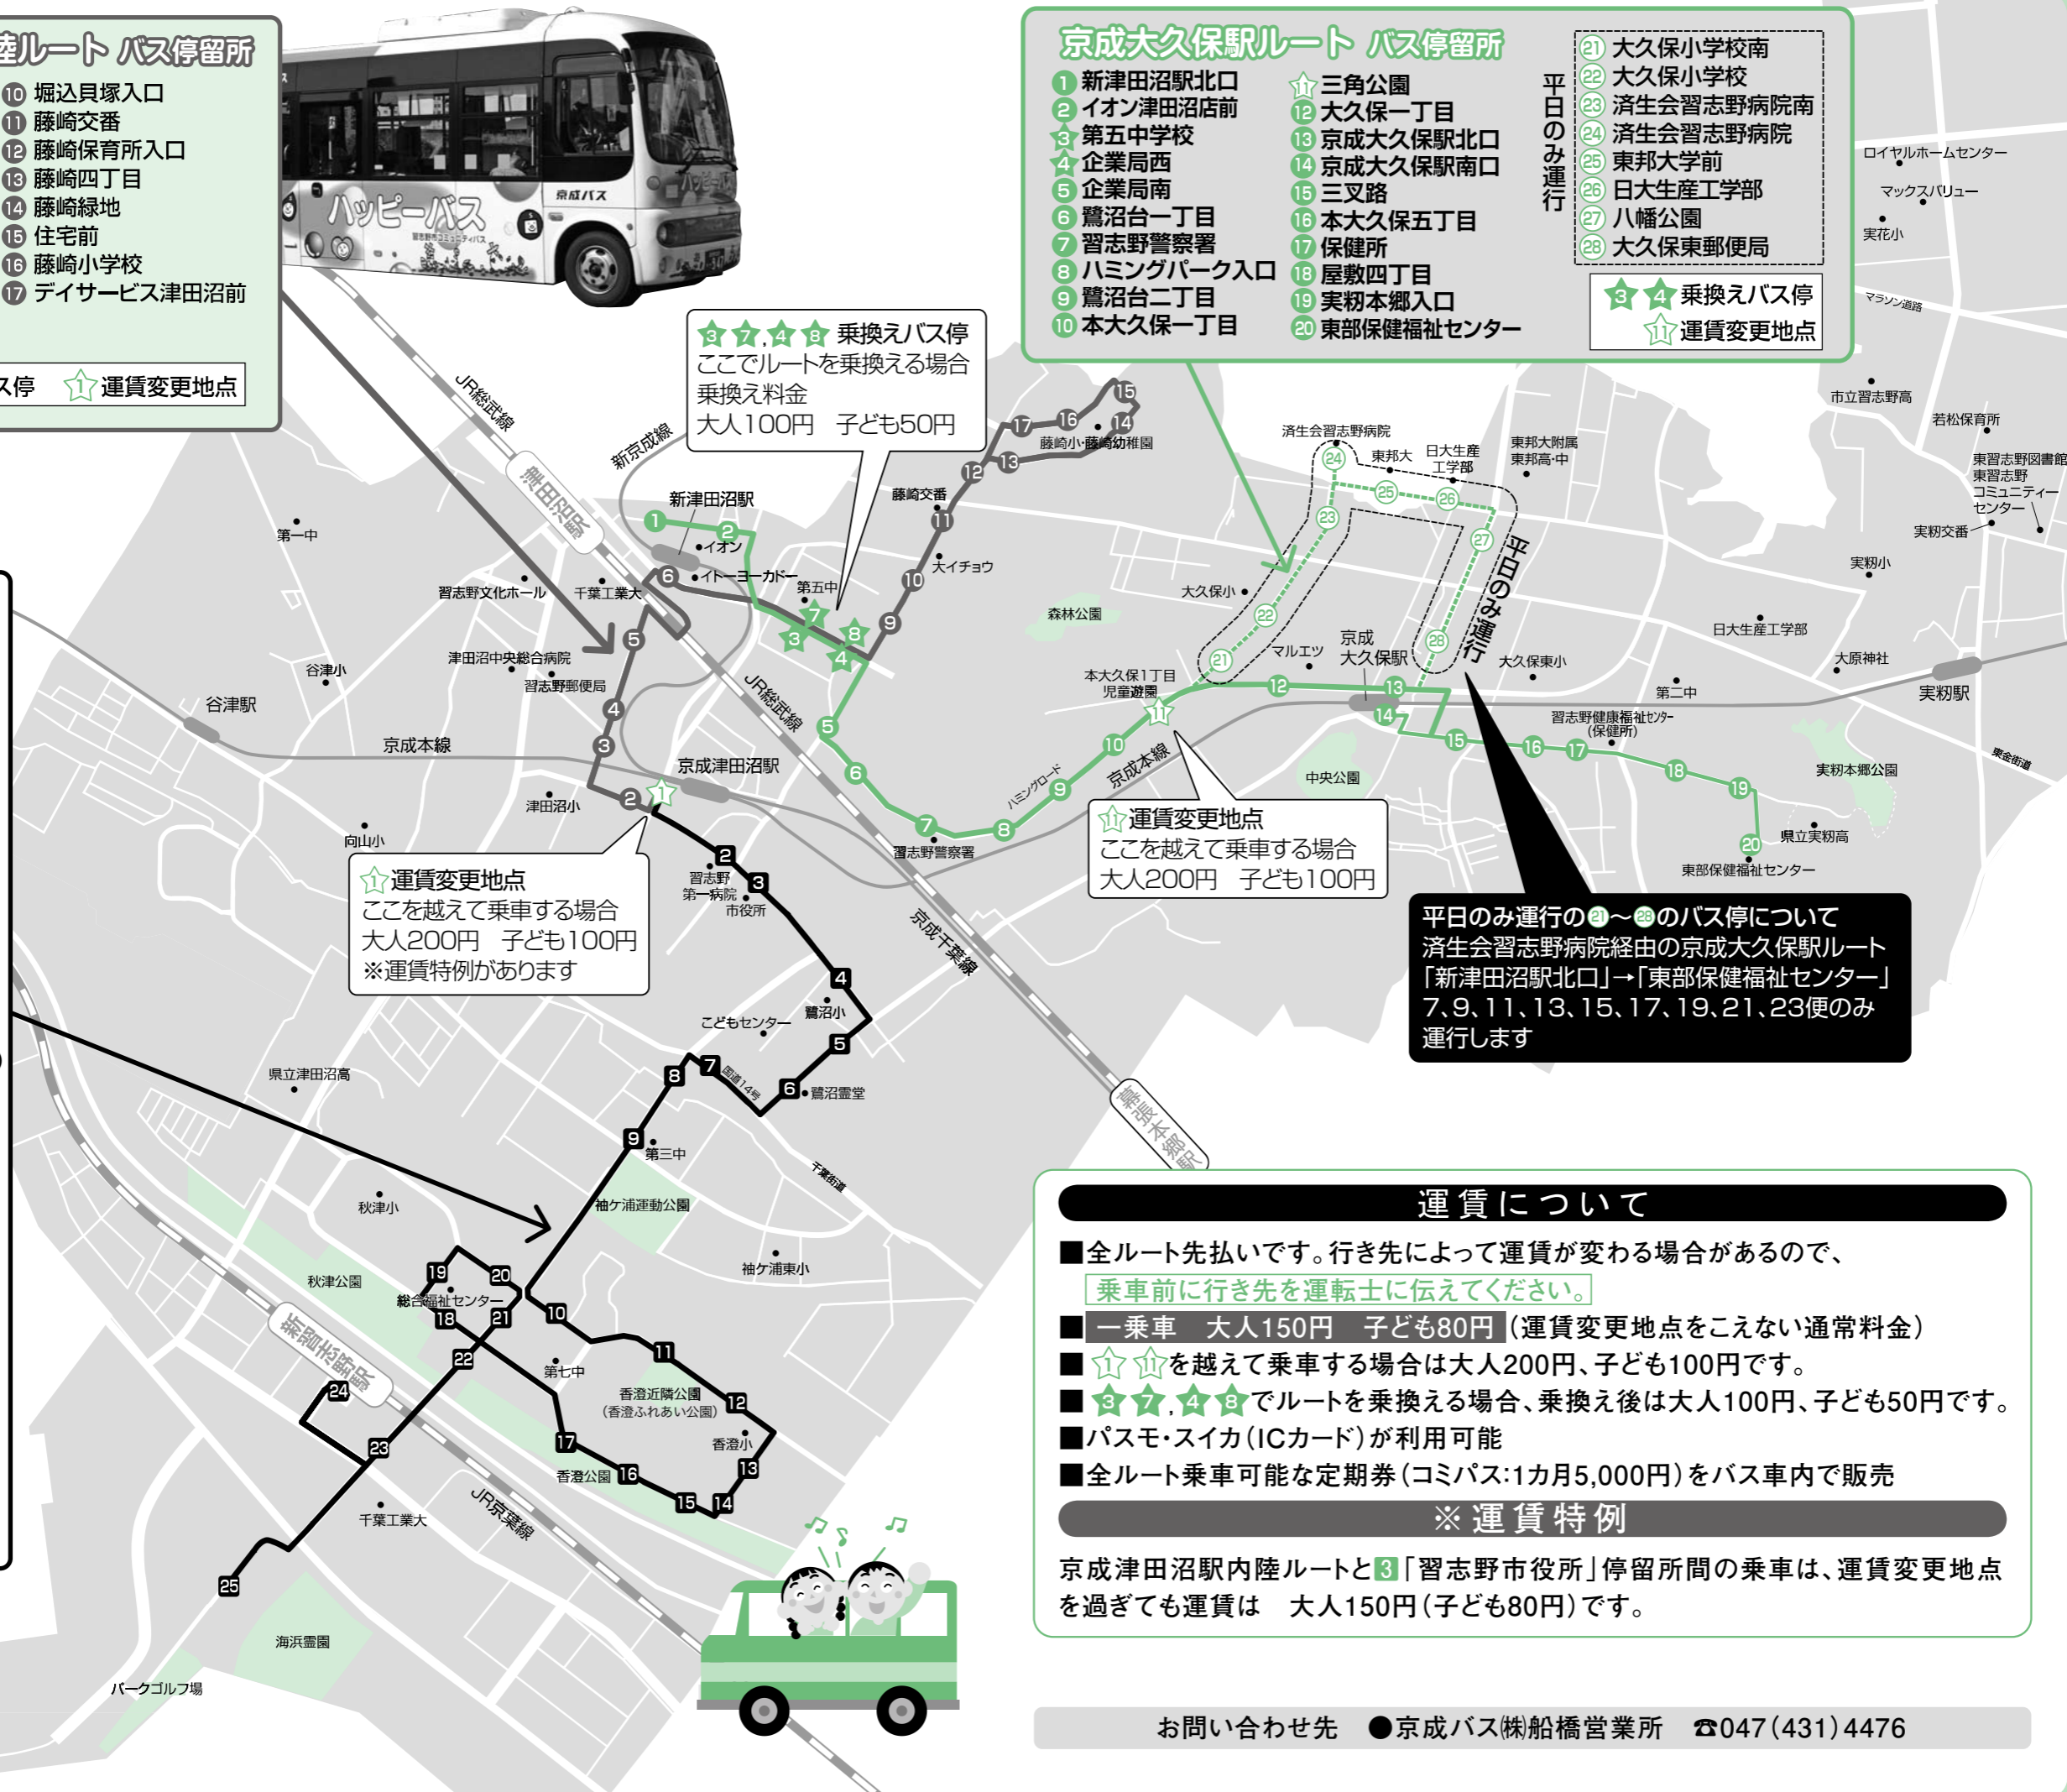 陸ルート バス停留所
⑩ 堀込貝塚入口
⑪ 藤崎交番
⑫ 藤崎保育所入口
⑬ 藤崎四丁目
⑭ 藤崎緑地
⑮ 住宅前
⑯ 藤崎小学校
⑰ デイサービス津田沼前
ス停 1 運賃変更地点
ハッピーバス
習志野市コミュニティバス
京成バス
京成大久保駅ルート バス停留所
1 新津田沼駅北口
2 イオン津田沼店前
3 第五中学校
4 企業局西
5 企業局南
6 鷺沼台一丁目
7 習志野警察署
8 ハミングパーク入口
9 鷺沼台二丁目
10 本大久保一丁目
11 三角公園
12 大久保一丁目
13 京成大久保駅北口
14 京成大久保駅南口
15 三叉路
16 本大久保五丁目
17 保健所
18 屋敷四丁目
19 実籾本郷入口
20 東部保健福祉センター
平日のみ運行
21 大久保小学校南
22 大久保小学校
23 済生会習志野病院南
24 済生会習志野病院
25 東邦大学前
26 日大生産工学部
27 八幡公園
28 大久保東郵便局
3 4 乗換えバス停
11 運賃変更地点
3 7,4 8 乗換えバス停
ここでルートを乗換える場合
乗換え料金
大人100円 子ども50円
ロイヤルホームセンター
マックスバリュー
実花小
マラソン道路
市立習志野高
若松保育所
東習志野図書館
東習志野
コミュニティー
センター
実籾交番
実籾小
日大生産工学部
大原神社
実籾駅
第二中
東金街道
実籾本郷公園
県立実籾高
東部保健福祉センター
習志野健康福祉センター
(保健所)
大久保東小
東邦大附属
東邦高・中
日大生産
工学部
東邦大
済生会習志野病院
平日のみ運行
大久保小
森林公園
マルエツ
京成
大久保駅
本大久保1丁目
児童遊園
中央公園
ハミングロード
京成本線
習志野警察署
藤崎小・藤崎幼稚園
藤崎交番
大イチョウ
第五中
JR総武線
新京成線
津田沼駅
新津田沼駅
イオン
イトーヨーカドー
第一中
習志野文化ホール
千葉工業大
津田沼中央総合病院
習志野郵便局
谷津小
谷津駅
京成本線
JR総武線
京成津田沼駅
津田沼小
向山小
習志野
第一病院
市役所
京成千葉線
幕張本郷駅
鷺沼小
こどもセンター
鷺沼霊堂
国道14号
千葉街道
県立津田沼高
第三中
袖ケ浦運動公園
袖ケ浦東小
秋津小
秋津公園
総合福祉センター
新習志野駅
第七中
香澄近隣公園
(香澄ふれあい公園)
香澄小
香澄公園
千葉工業大
JR京葉線
海浜霊園
パークゴルフ場
1 運賃変更地点
ここを越えて乗車する場合
大人200円 子ども100円
※運賃特例があります
11 運賃変更地点
ここを越えて乗車する場合
大人200円 子ども100円
平日のみ運行の㉑〜㉘のバス停について
済生会習志野病院経由の京成大久保駅ルート
「新津田沼駅北口」→「東部保健福祉センター」
7、9、11、13、15、17、19、21、23便のみ
運行します
運賃について
■全ルート先払いです。行き先によって運賃が変わる場合があるので、
乗車前に行き先を運転士に伝えてください。
■ 一乗車 大人150円 子ども80円 (運賃変更地点をこえない通常料金)
■ 1 11を越えて乗車する場合は大人200円、子ども100円です。
■ 3 7,4 8でルートを乗換える場合、乗換え後は大人100円、子ども50円です。
■パスモ・スイカ(ICカード)が利用可能
■全ルート乗車可能な定期券(コミパス:1カ月5,000円)をバス車内で販売
※運賃特例
京成津田沼駅内陸ルートと3「習志野市役所」停留所間の乗車は、運賃変更地点
を過ぎても運賃は 大人150円(子ども80円)です。
お問い合わせ先 ●京成バス㈱船橋営業所 ☎047(431)4476